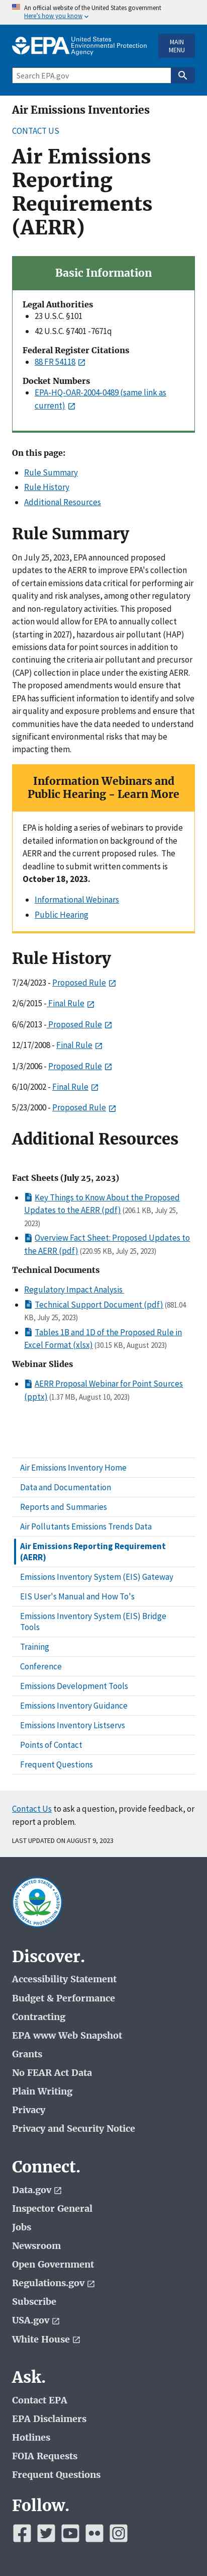 An official website of the United States government
Here's how you know
EPA United States
Environmental Protection
Agency
MAIN
MENU
Search EPA.gov
Air Emissions Inventories
CONTACT US
Air Emissions
Reporting
Requirements
(AERR)
Basic Information
Legal Authorities
23 U.S.C. §101
42 U.S.C. §7401 -7671q
Federal Register Citations
88 FR 54118
Docket Numbers
EPA-HQ-OAR-2004-0489 (same link as
current)
On this page:
Rule Summary
Rule History
Additional Resources
Rule Summary
On July 25, 2023, EPA announced proposed
updates to the AERR to improve EPA's collection
of certain emissions data critical for performing air
quality and risk analyses, along other regulatory
and non-regulatory activities. The proposed
amendments would require annual collection
(starting in 2027), hazardous air pollutant (HAP)
emissions from point sources, in addition to
continuing the criteria air pollutant and precursor
(CAP) collection in place under the existing AERR.
The proposed amendments would ensure that
EPA has sufficient information to identify and solve
air quality and exposure problems. They would
also help ensure that communities have the data
needed to understand significant sources of air
pollution that may be impacting them.
Information Webinars and
Public Hearing – Learn More
EPA is holding a series of webinars to provide
detailed information on the background of the
AERR and the current proposed rules. The
deadline for submitting written comments is
October 18, 2023.
Informational Webinars
Public Hearing
Rule History
7/24/2023 - Proposed Rule
2/6/2015 - Final Rule
6/6/2013 - Proposed Rule
12/17/2008 - Final Rule
1/3/2006 - Proposed Rule
6/10/2002 - Final Rule
5/23/2000 - Proposed Rule
Additional Resources
Fact Sheets (July 25, 2023)
Key Things to Know About the Proposed
Updates to the AERR (pdf) (206.1 KB, July 25,
2023)
Overview Fact Sheet: Proposed Updates to
the AERR (pdf) (220.95 KB, July 25, 2023)
Technical Documents
Regulatory Impact Analysis
Technical Support Document (pdf) (881.04
KB, July 25, 2023)
Tables 1B and 1D of the Proposed Rule in
Excel Format (xlsx) (30.15 KB, August 2023)
Webinar Slides
AERR Proposal Webinar for Point Sources
(pptx) (1.37 MB, August 10, 2023)
Air Emissions Inventory Home
Data and Documentation
Reports and Summaries
Air Pollutants Emissions Trends Data
Air Emissions Reporting Requirement
(AERR)
Emissions Inventory System (EIS) Gateway
EIS User's Manual and How To's
Emissions Inventory System (EIS) Bridge
Tools
Training
Conference
Emissions Development Tools
Emissions Inventory Guidance
Emissions Inventory Listservs
Points of Contact
Frequent Questions
Contact Us to ask a question, provide feedback, or
report a problem.
LAST UPDATED ON AUGUST 9, 2023
Discover.
Accessibility Statement
Budget & Performance
Contracting
EPA www Web Snapshot
Grants
No FEAR Act Data
Plain Writing
Privacy
Privacy and Security Notice
Connect.
Data.gov
Inspector General
Jobs
Newsroom
Open Government
Regulations.gov
Subscribe
USA.gov
White House
Ask.
Contact EPA
EPA Disclaimers
Hotlines
FOIA Requests
Frequent Questions
Follow.